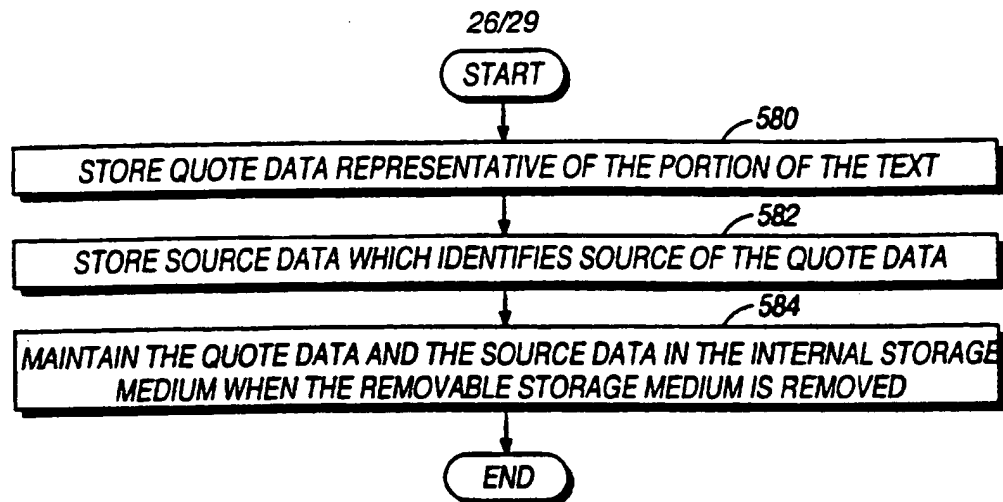 26/29
START
580
STORE QUOTE DATA REPRESENTATIVE OF THE PORTION OF THE TEXT
582
STORE SOURCE DATA WHICH IDENTIFIES SOURCE OF THE QUOTE DATA
584
MAINTAIN THE QUOTE DATA AND THE SOURCE DATA IN THE INTERNAL STORAGE
MEDIUM WHEN THE REMOVABLE STORAGE MEDIUM IS REMOVED
END